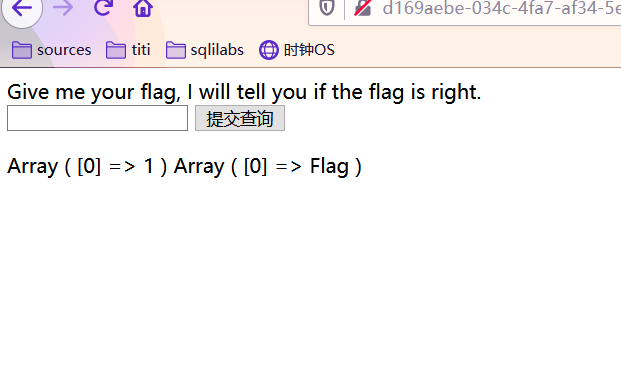 d169aebe-034c-4fa7-af34-5e
sources titi sqlilabs 时钟OS
Give me your flag, I will tell you if the flag is right.
提交查询
Array ( [0] => 1 ) Array ( [0] => Flag )